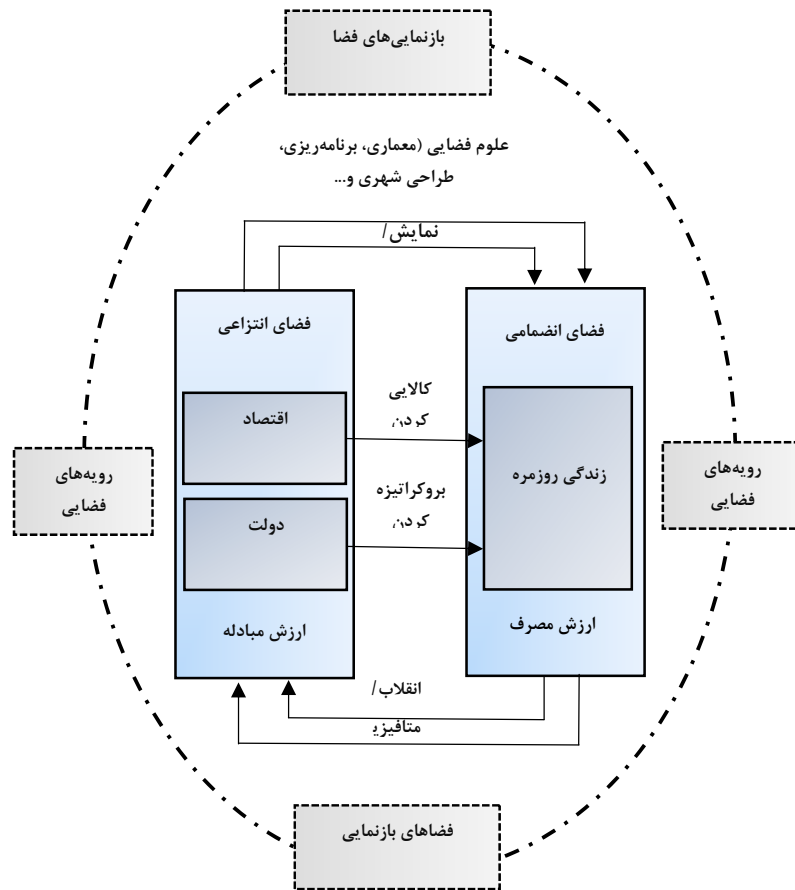 بازنمایی‌های فضا
علوم فضایی (معماری، برنامه‌ریزی،
طراحی شهری و...
نمایش/
فضای انتزاعی
فضای انضمامی
اقتصاد
کالایی
کردن
زندگی روزمره
رویه‌های
فضایی
رویه‌های
فضایی
دولت
بروکراتیزه
کردن
ارزش مبادله
ارزش مصرف
انقلاب/
متافیزی
فضاهای بازنمایی